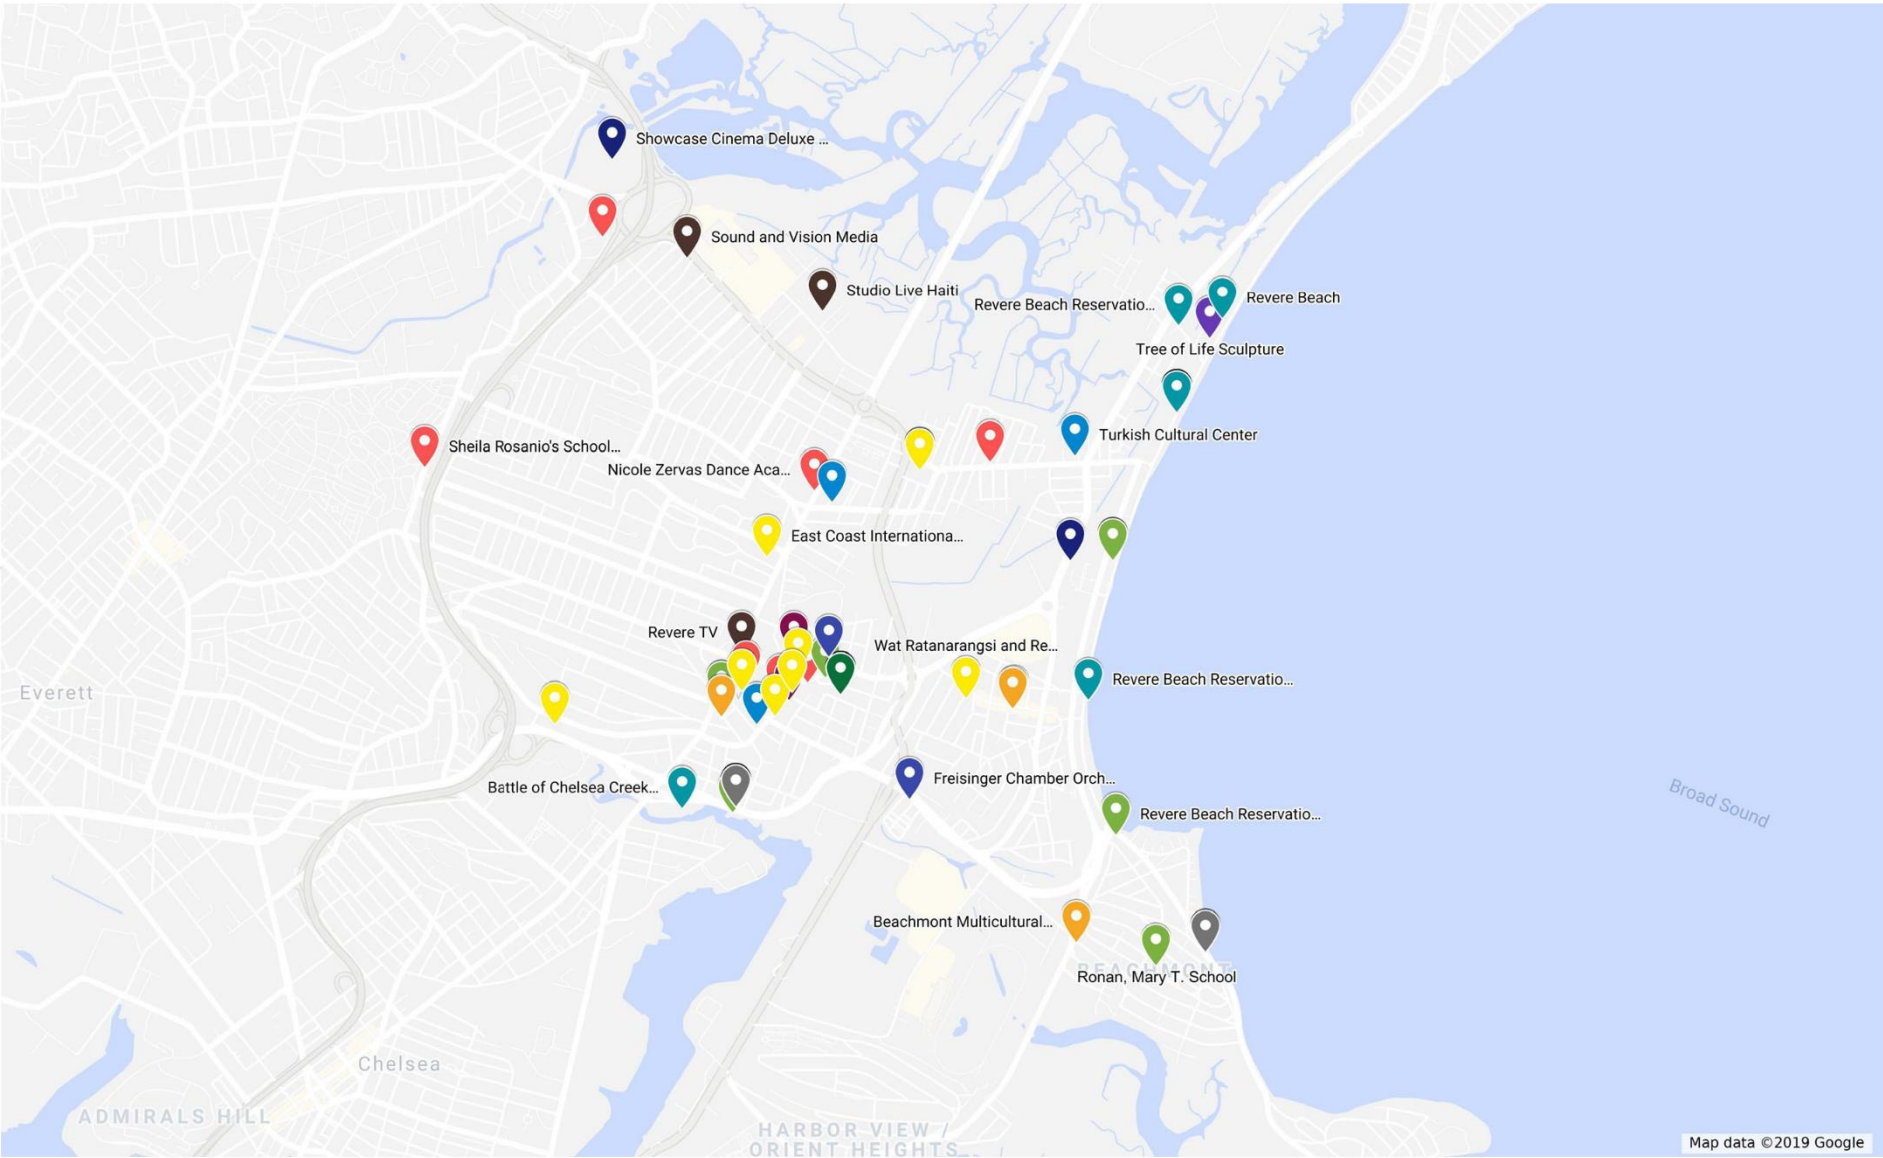 Showcase Cinema Deluxe ...
Sound and Vision Media
Studio Live Haiti
Revere Beach Reservatio...
Revere Beach
Tree of Life Sculpture
Turkish Cultural Center
Sheila Rosanio's School...
Nicole Zervas Dance Aca...
East Coast Internationa...
Revere TV
Wat Ratanarangsi and Re...
Revere Beach Reservatio...
Everett
Battle of Chelsea Creek...
Freisinger Chamber Orch...
Revere Beach Reservatio...
Broad Sound
Beachmont Multicultural...
BEACHMONT
Ronan, Mary T. School
Chelsea
ADMIRALS HILL
HARBOR VIEW /
ORIENT HEIGHTS
Map data ©2019 Google